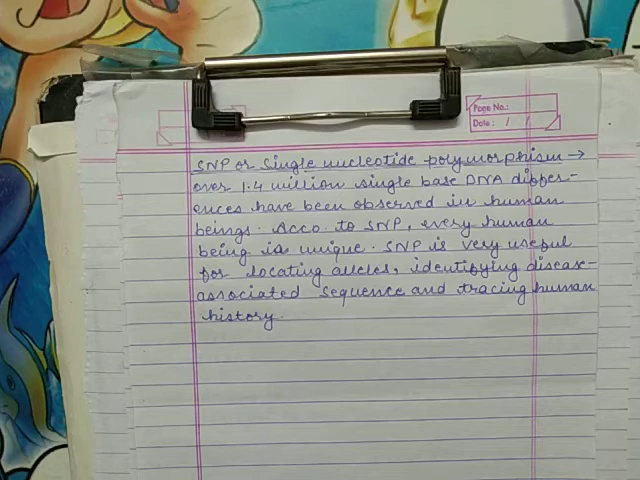 Page No.:
Date: / /
SNP or Single nucleotide polymorphism →
over 1.4 million single base DNA differ-
ences have been observed in human
beings. Acco. to SNP, every human
being is unique. SNP is very useful
for locating alleles, identifying disease-
associated sequence and tracing human
history.